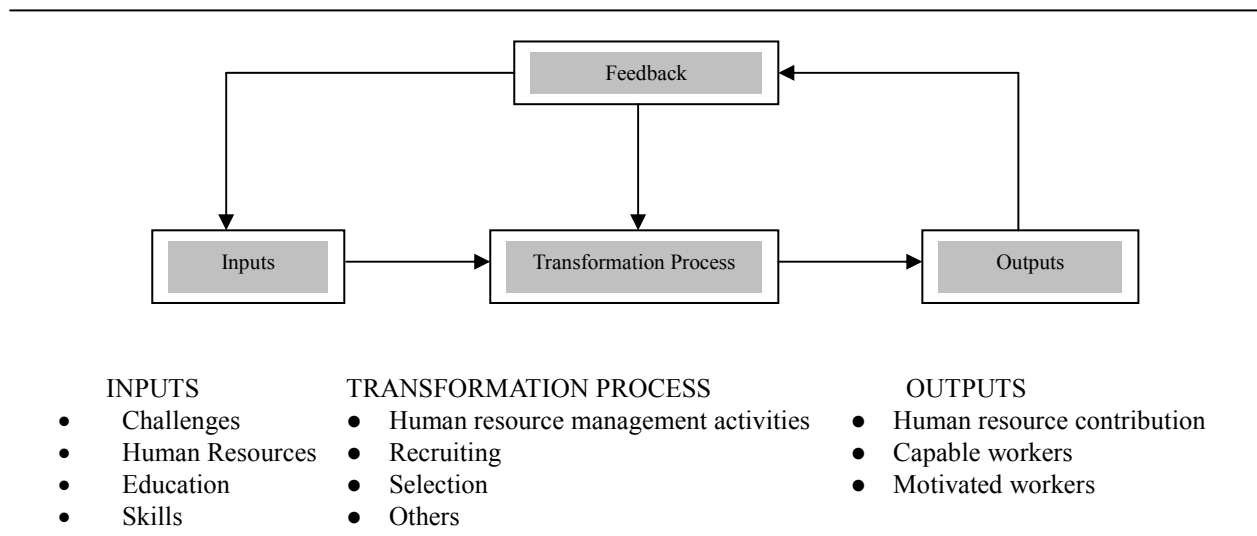 Feedback
Inputs
Transformation Process
Outputs
INPUTS
• Challenges
• Human Resources
• Education
• Skills
TRANSFORMATION PROCESS
● Human resource management activities
● Recruiting
● Selection
● Others
OUTPUTS
● Human resource contribution
● Capable workers
● Motivated workers